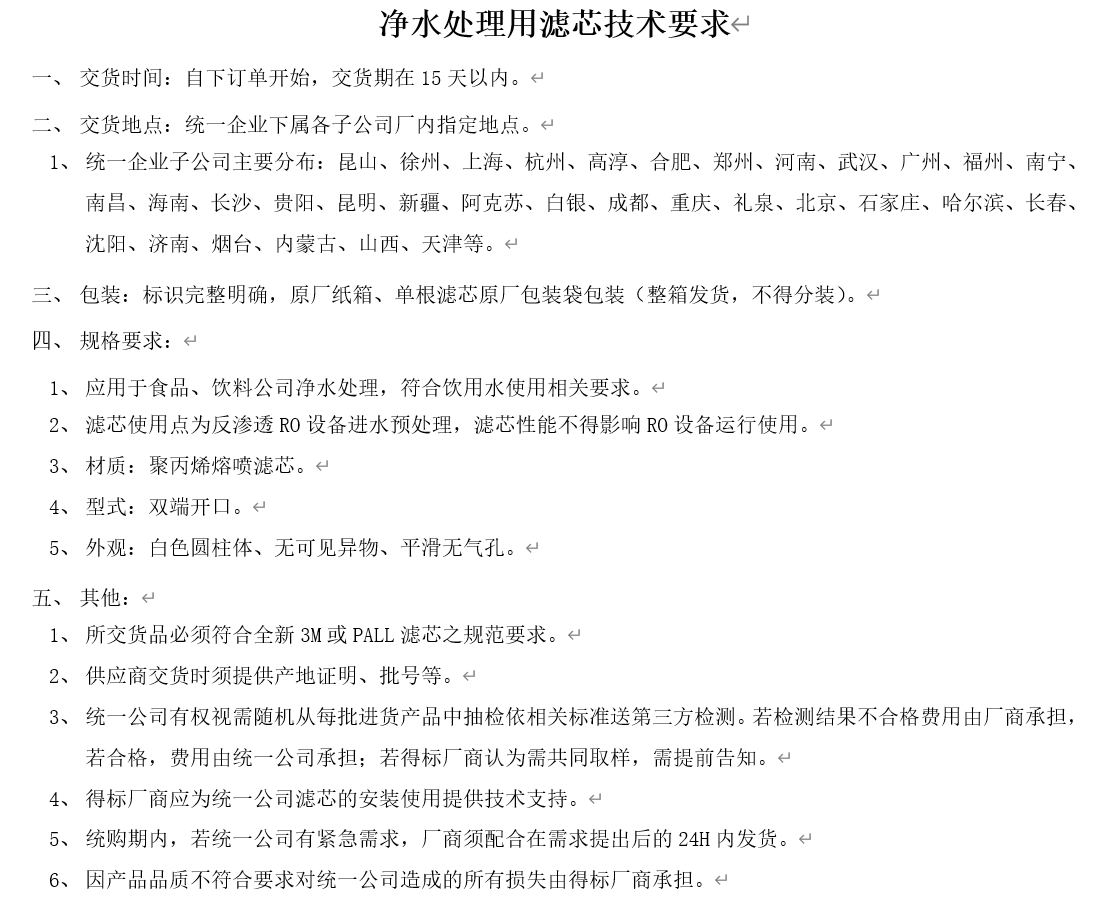 净水处理用滤芯技术要求
一、 交货时间：自下订单开始，交货期在 15 天以内。
二、 交货地点：统一企业下属各子公司厂内指定地点。
1、 统一企业子公司主要分布：昆山、徐州、上海、杭州、高淳、合肥、郑州、河南、武汉、广州、福州、南宁、
南昌、海南、长沙、贵阳、昆明、新疆、阿克苏、白银、成都、重庆、礼泉、北京、石家庄、哈尔滨、长春、
沈阳、济南、烟台、内蒙古、山西、天津等。
三、 包装：标识完整明确，原厂纸箱、单根滤芯原厂包装袋包装（整箱发货，不得分装）。
四、 规格要求：
1、 应用于食品、饮料公司净水处理，符合饮用水使用相关要求。
2、 滤芯使用点为反渗透 RO 设备进水预处理，滤芯性能不得影响 RO 设备运行使用。
3、 材质：聚丙烯熔喷滤芯。
4、 型式：双端开口。
5、 外观：白色圆柱体、无可见异物、平滑无气孔。
五、 其他：
1、 所交货品必须符合全新 3M 或 PALL 滤芯之规范要求。
2、 供应商交货时须提供产地证明、批号等。
3、 统一公司有权视需随机从每批进货产品中抽检依相关标准送第三方检测。若检测结果不合格费用由厂商承担，
若合格，费用由统一公司承担；若得标厂商认为需共同取样，需提前告知。
4、 得标厂商应为统一公司滤芯的安装使用提供技术支持。
5、 统购期内，若统一公司有紧急需求，厂商须配合在需求提出后的 24H 内发货。
6、 因产品品质不符合要求对统一公司造成的所有损失由得标厂商承担。